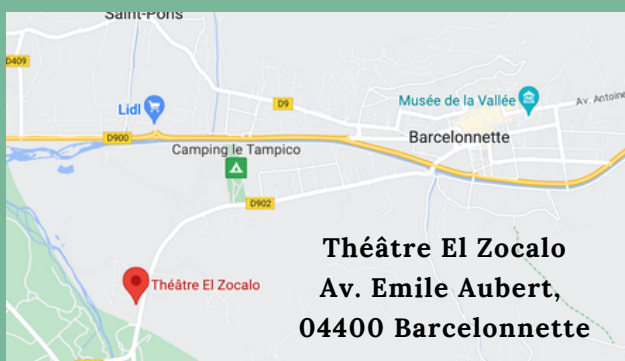 Saint-Pons
D409
Lidl
D9
Musée de la Vallée
Av. Antoine
D900
Barcelonnette
Camping le Tampico
D902
Théâtre El Zocalo
Théâtre El Zocalo
Av. Emile Aubert,
04400 Barcelonnette